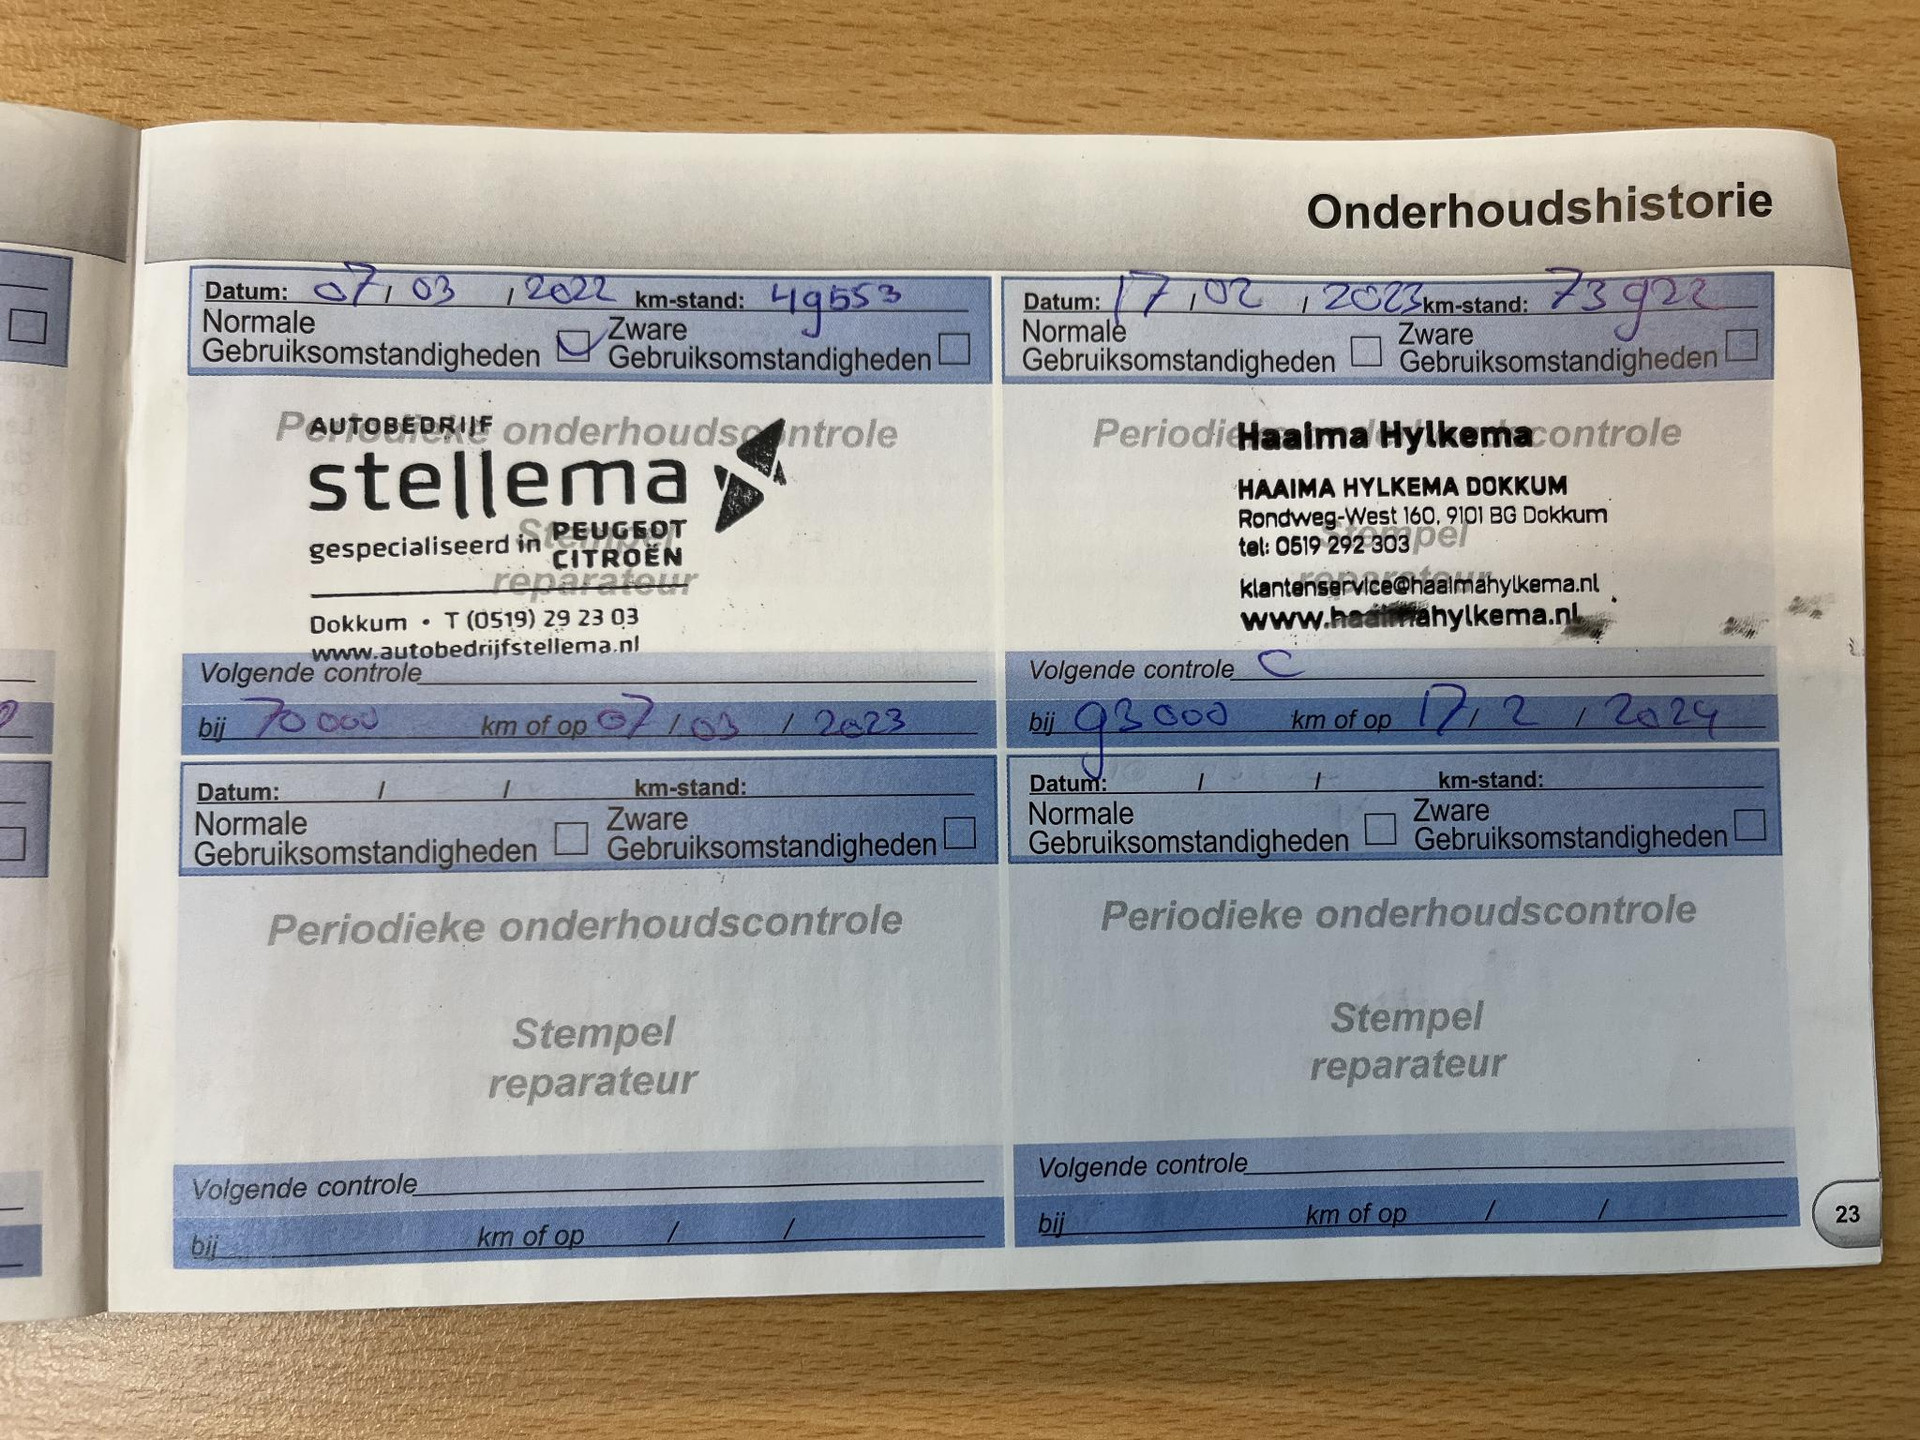 Onderhoudshistorie
Datum: 07 / 03 / 2022 km-stand: 49553
Normale
Gebruiksomstandigheden
Zware
Gebruiksomstandigheden
Periodieke onderhoudscontrole
AUTOBEDRIJF
stellema
gespecialiseerd in PEUGEOT
CITROËN
Stempel
reparateur
Dokkum • T (0519) 29 23 03
www.autobedrijfstellema.nl
Volgende controle
bij 70000 km of op 07 / 03 / 2023
Datum: 17 / 02 / 2023 km-stand: 73922
Normale
Gebruiksomstandigheden
Zware
Gebruiksomstandigheden
Periodieke onderhoudscontrole
Haaima Hylkema
HAAIMA HYLKEMA DOKKUM
Rondweg-West 160, 9101 BG Dokkum
Stempel
tel: 0519 292 303
reparateur
klantenservice@haaimahylkema.nl
www.haaimahylkema.nl
Volgende controle C
bij 93000 km of op 17 / 2 / 2024
Datum: / / km-stand:
Normale
Gebruiksomstandigheden
Zware
Gebruiksomstandigheden
Periodieke onderhoudscontrole
Stempel
reparateur
Volgende controle
bij km of op / /
Datum: / / km-stand:
Normale
Gebruiksomstandigheden
Zware
Gebruiksomstandigheden
Periodieke onderhoudscontrole
Stempel
reparateur
Volgende controle
bij km of op / /
23